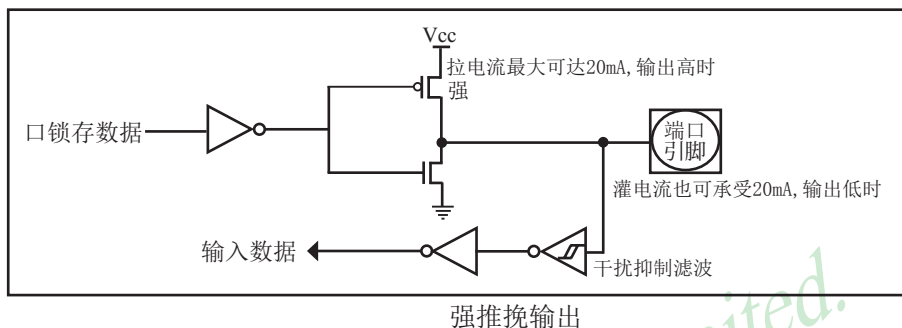 Vcc
拉电流最大可达20mA,输出高时
强
口锁存数据
端口
引脚
灌电流也可承受20mA,输出低时
输入数据
干扰抑制滤波
强推挽输出